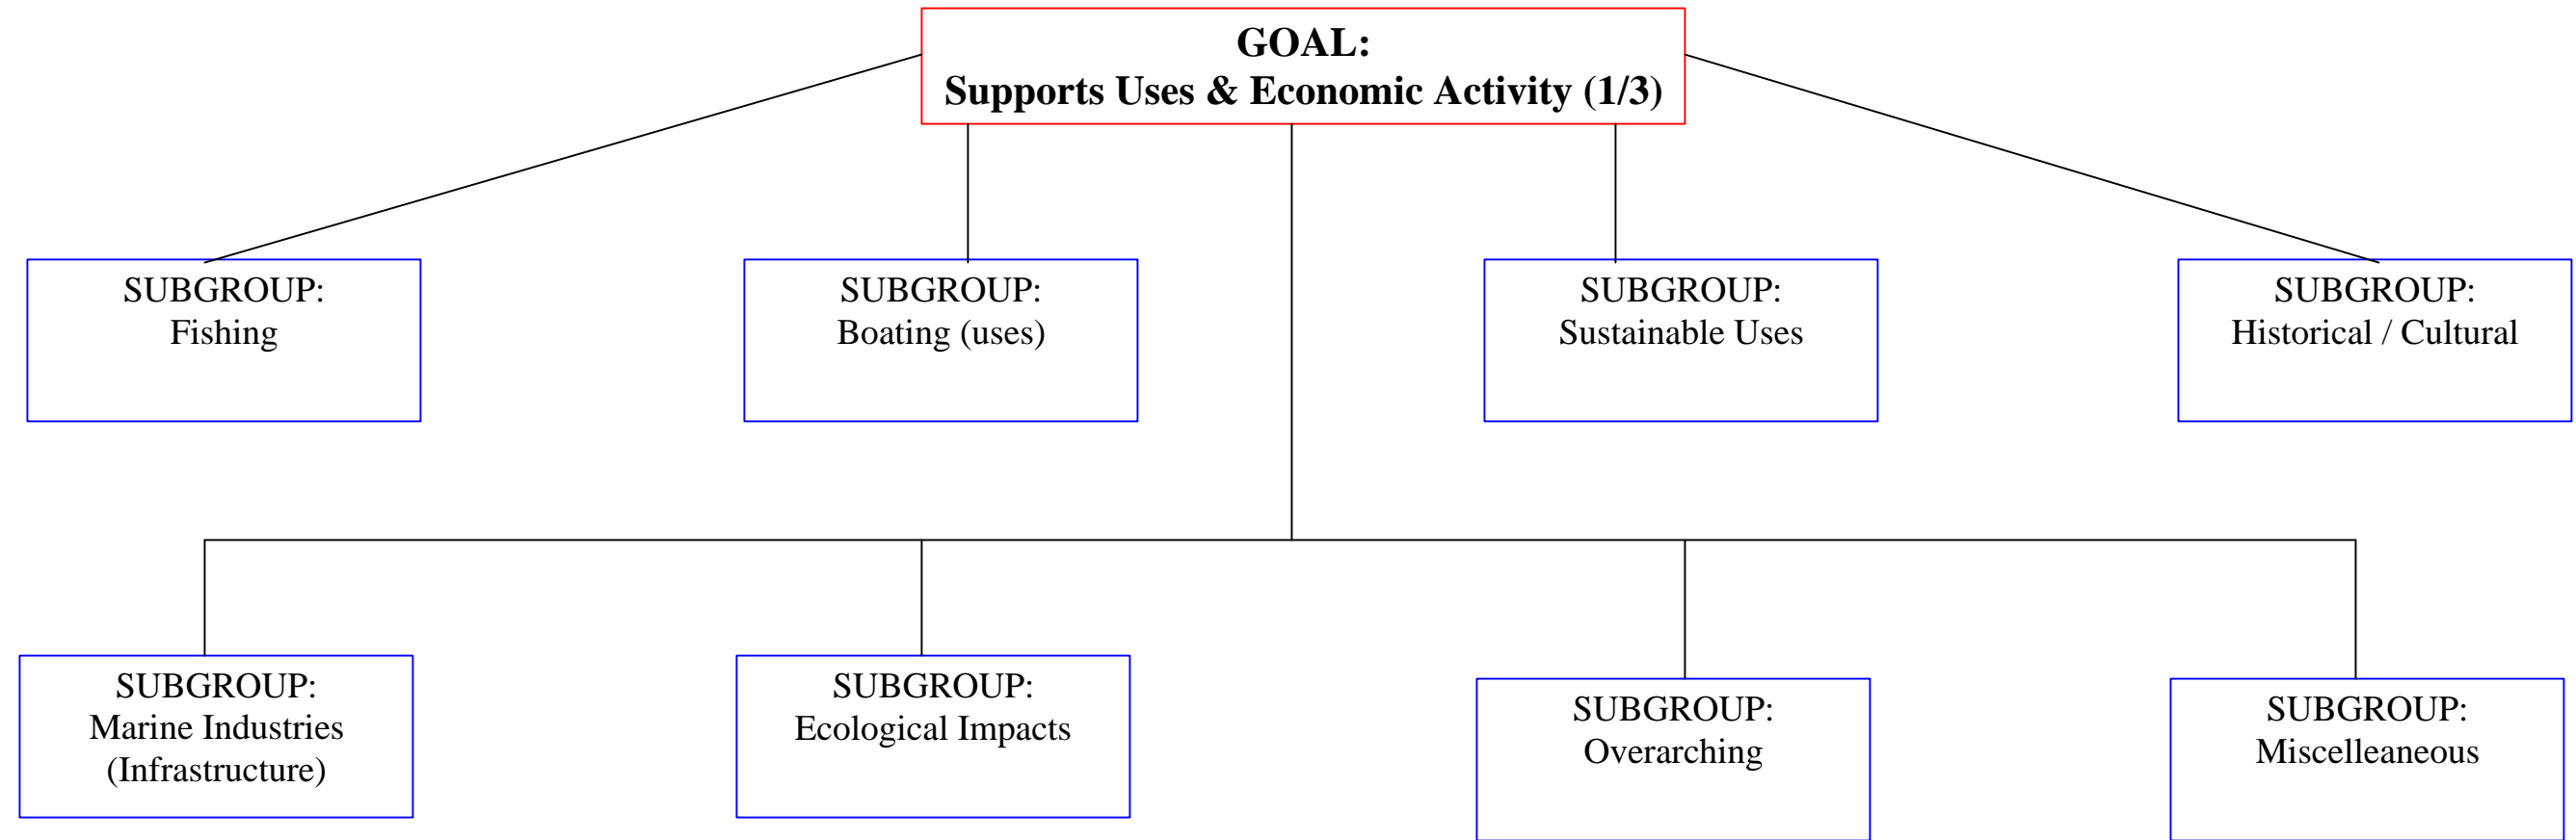 GOAL:
Supports Uses & Economic Activity (1/3)
SUBGROUP:
Fishing
SUBGROUP:
Boating (uses)
SUBGROUP:
Sustainable Uses
SUBGROUP:
Historical / Cultural
SUBGROUP:
Marine Industries
(Infrastructure)
SUBGROUP:
Ecological Impacts
SUBGROUP:
Overarching
SUBGROUP:
Miscelleaneous